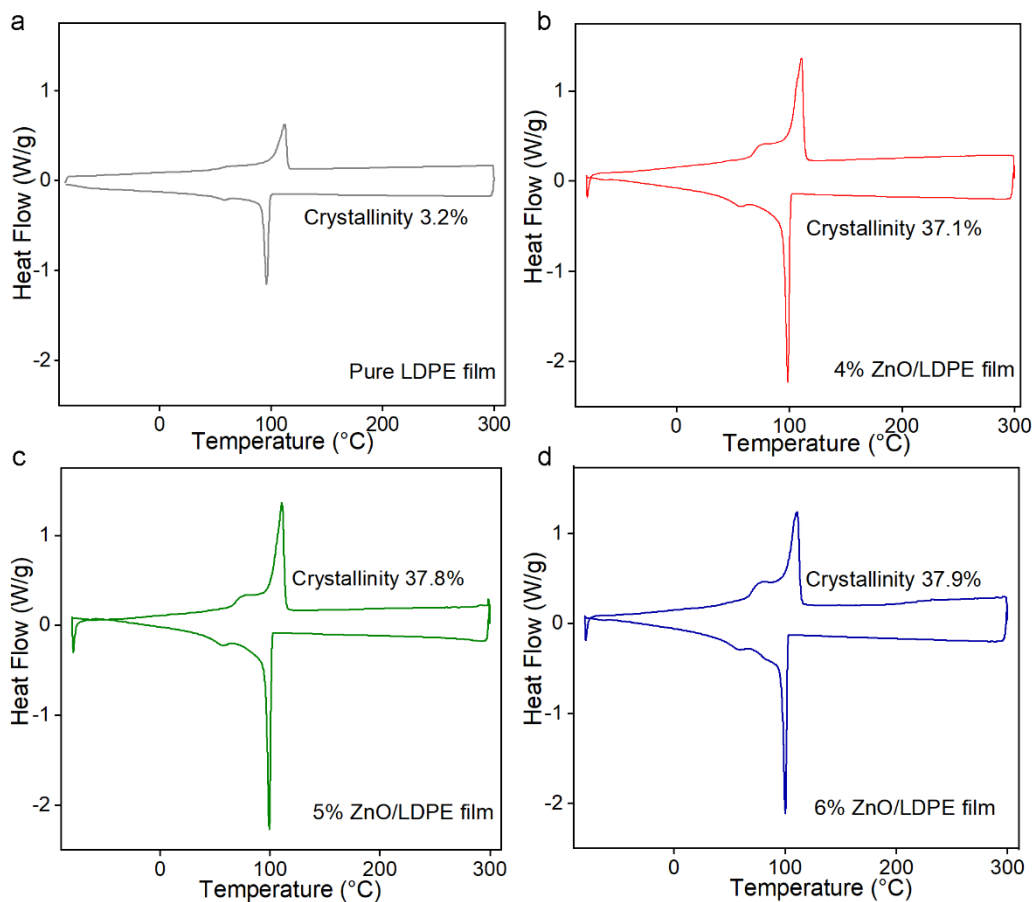 a
Heat Flow (W/g)
1
0
-1
-2
Crystallinity 3.2%
Pure LDPE film
0
100
200
300
Temperature (°C)
b
Heat Flow (W/g)
1
0
-1
-2
Crystallinity 37.1%
4% ZnO/LDPE film
0
100
200
300
Temperature (°C)
c
Heat Flow (W/g)
1
0
-1
-2
Crystallinity 37.8%
5% ZnO/LDPE film
0
100
200
300
Temperature (°C)
d
Heat Flow (W/g)
1
0
-1
-2
Crystallinity 37.9%
6% ZnO/LDPE film
0
100
200
300
Temperature (°C)